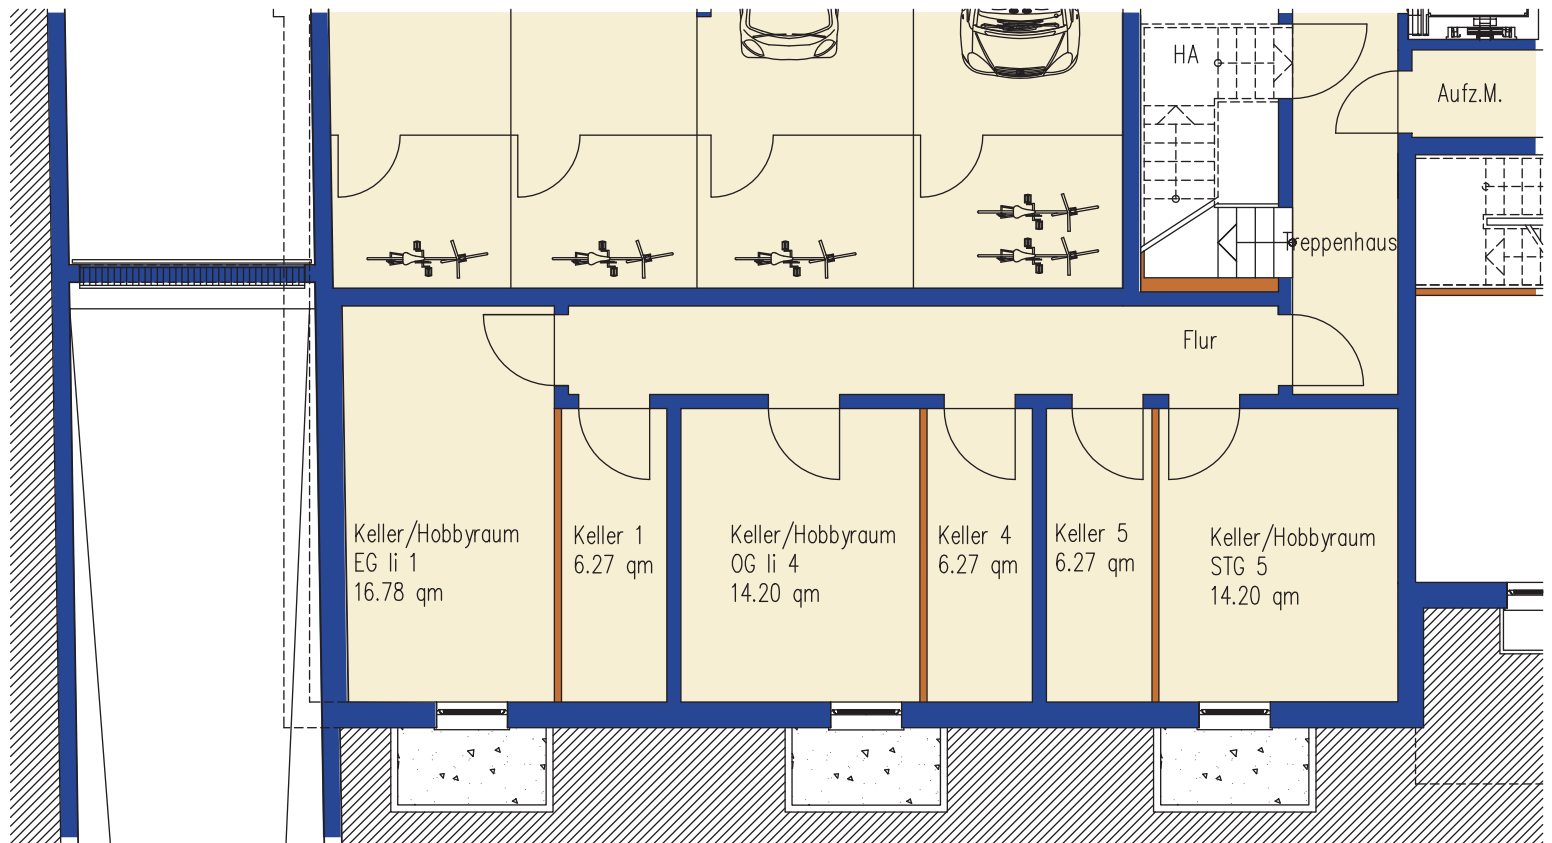 HA
Aufz.M.
Treppenhaus
Flur
Keller/Hobbyraum
EG li 1
16.78 qm
Keller 1
6.27 qm
Keller/Hobbyraum
OG li 4
14.20 qm
Keller 4
6.27 qm
Keller 5
6.27 qm
Keller/Hobbyraum
STG 5
14.20 qm